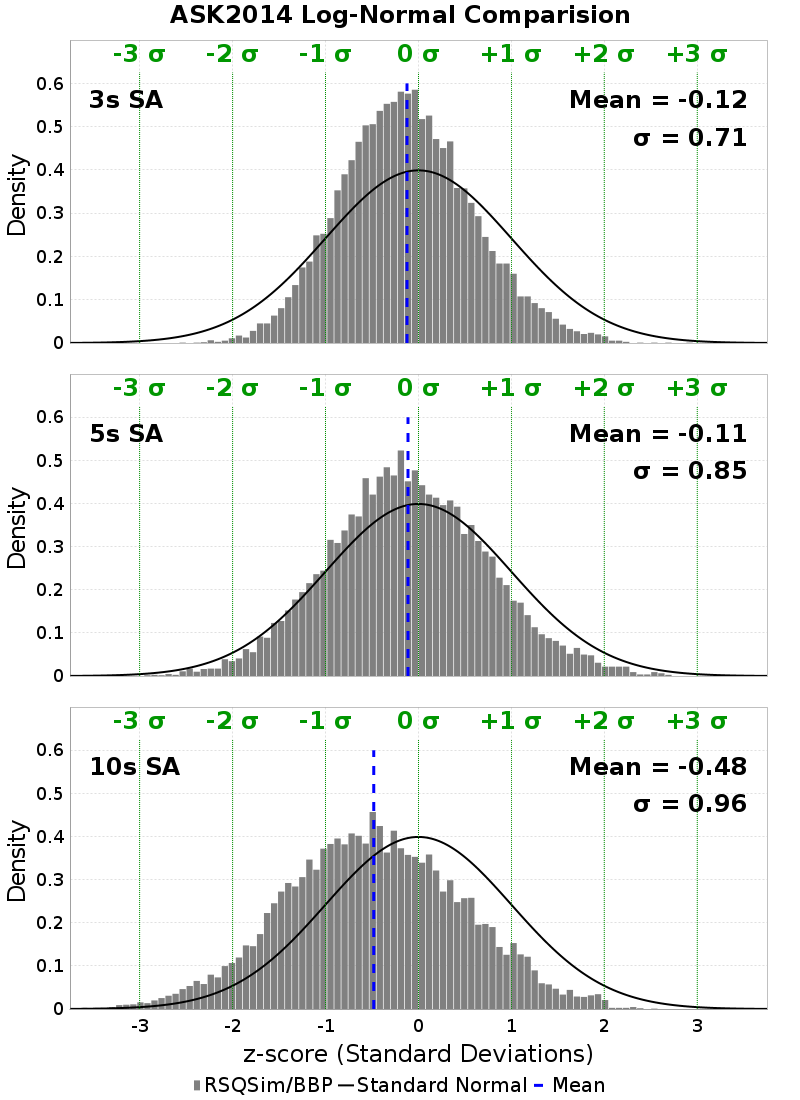 ASK2014 Log-Normal Comparision
-3 σ -2 σ -1 σ 0 σ +1 σ +2 σ +3 σ
3s SA
Mean = -0.12
σ = 0.71
Density
0.6
0.5
0.4
0.3
0.2
0.1
0
-3 σ -2 σ -1 σ 0 σ +1 σ +2 σ +3 σ
5s SA
Mean = -0.11
σ = 0.85
Density
0.6
0.5
0.4
0.3
0.2
0.1
0
-3 σ -2 σ -1 σ 0 σ +1 σ +2 σ +3 σ
10s SA
Mean = -0.48
σ = 0.96
Density
0.6
0.5
0.4
0.3
0.2
0.1
0
-3 -2 -1 0 1 2 3
z-score (Standard Deviations)
RSQSim/BBP Standard Normal Mean